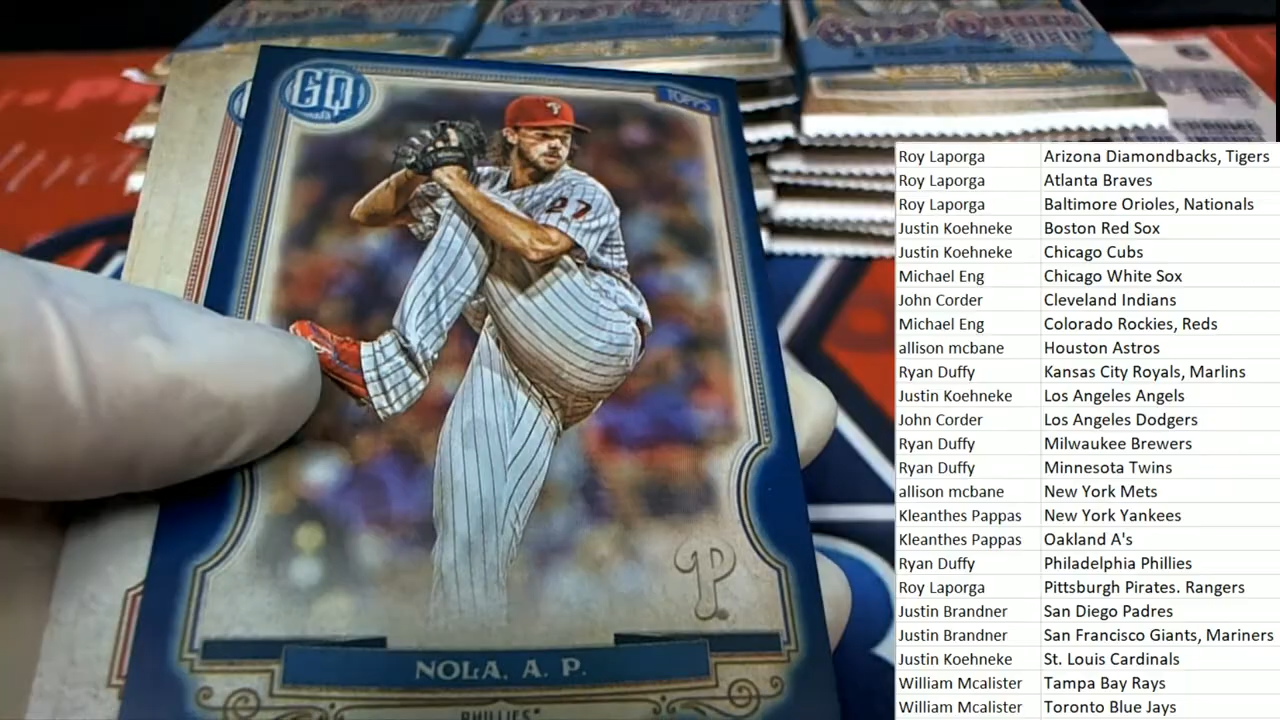 GYPSY QUEEN
2020
GQ
TOPPS
P
27
P
NOLA, A. P.
PHILLIES
Roy Laporga Arizona Diamondbacks, Tigers
Roy Laporga Atlanta Braves
Roy Laporga Baltimore Orioles, Nationals
Justin Koehneke Boston Red Sox
Justin Koehneke Chicago Cubs
Michael Eng Chicago White Sox
John Corder Cleveland Indians
Michael Eng Colorado Rockies, Reds
allison mcbane Houston Astros
Ryan Duffy Kansas City Royals, Marlins
Justin Koehneke Los Angeles Angels
John Corder Los Angeles Dodgers
Ryan Duffy Milwaukee Brewers
Ryan Duffy Minnesota Twins
allison mcbane New York Mets
Kleanthes Pappas New York Yankees
Kleanthes Pappas Oakland A's
Ryan Duffy Philadelphia Phillies
Roy Laporga Pittsburgh Pirates. Rangers
Justin Brandner San Diego Padres
Justin Brandner San Francisco Giants, Mariners
Justin Koehneke St. Louis Cardinals
William Mcalister Tampa Bay Rays
William Mcalister Toronto Blue Jays